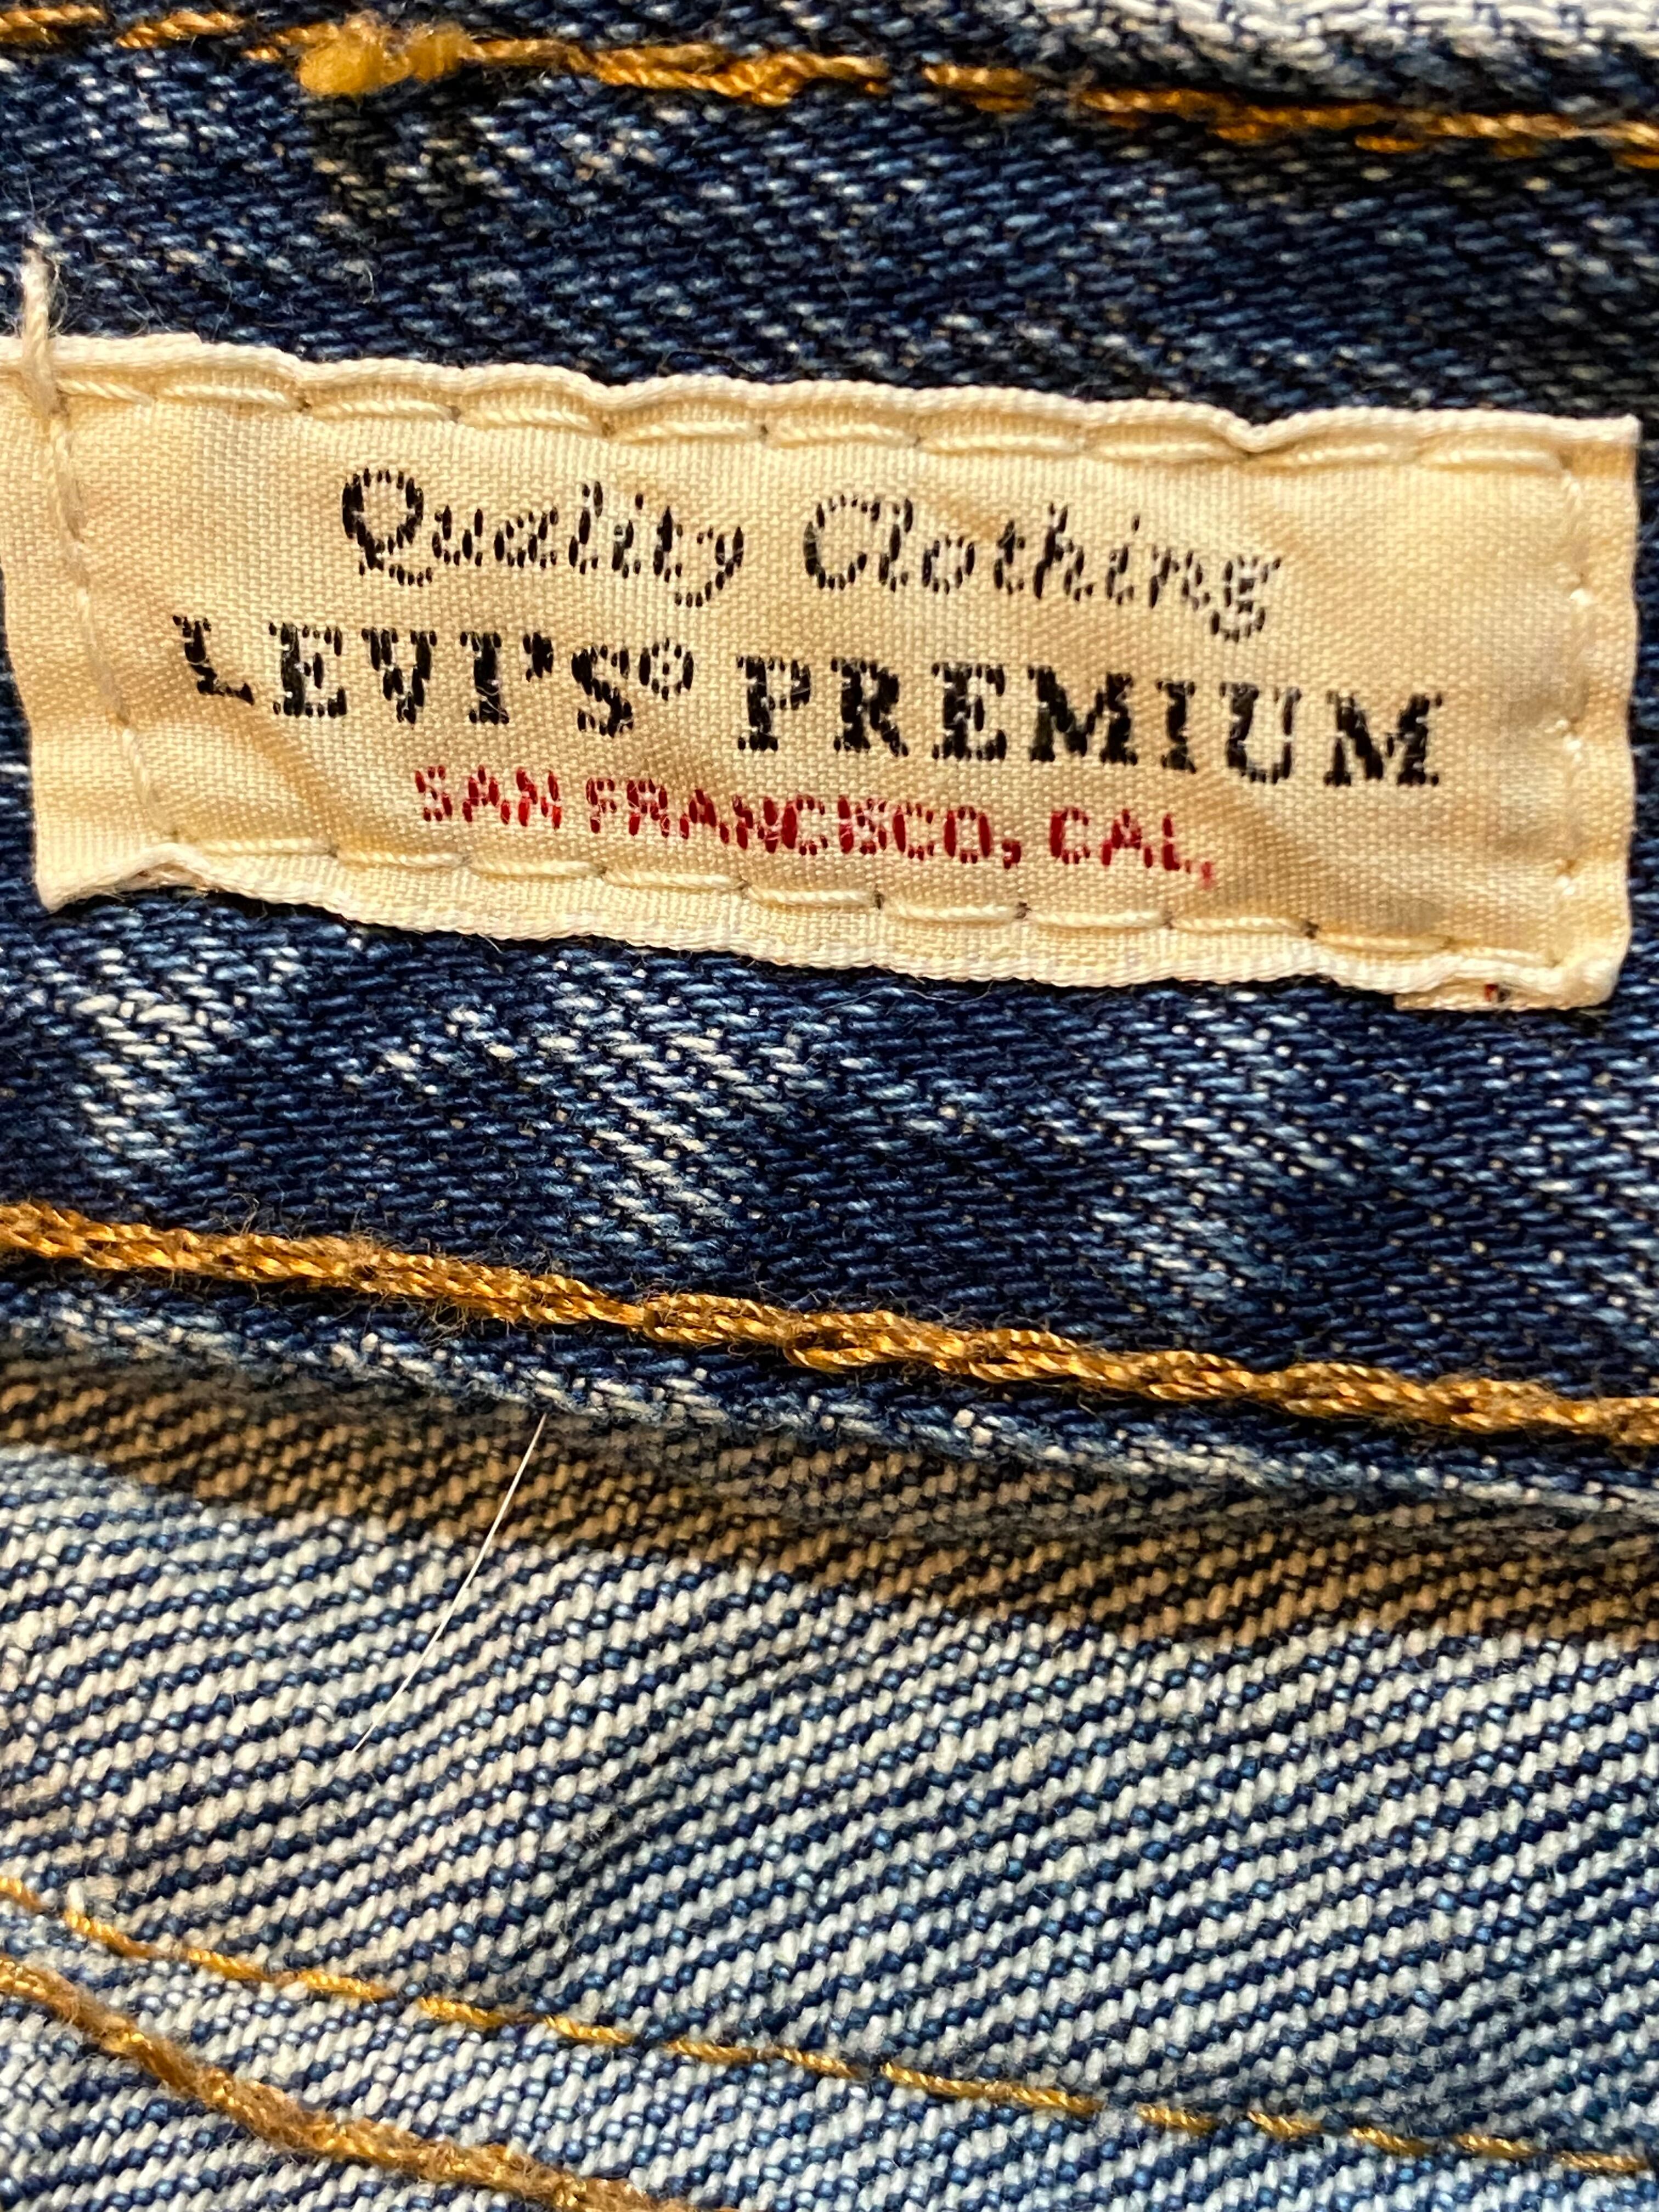 Quality Clothing
LEVI'S® PREMIUM
SAN FRANCISCO, CAL.